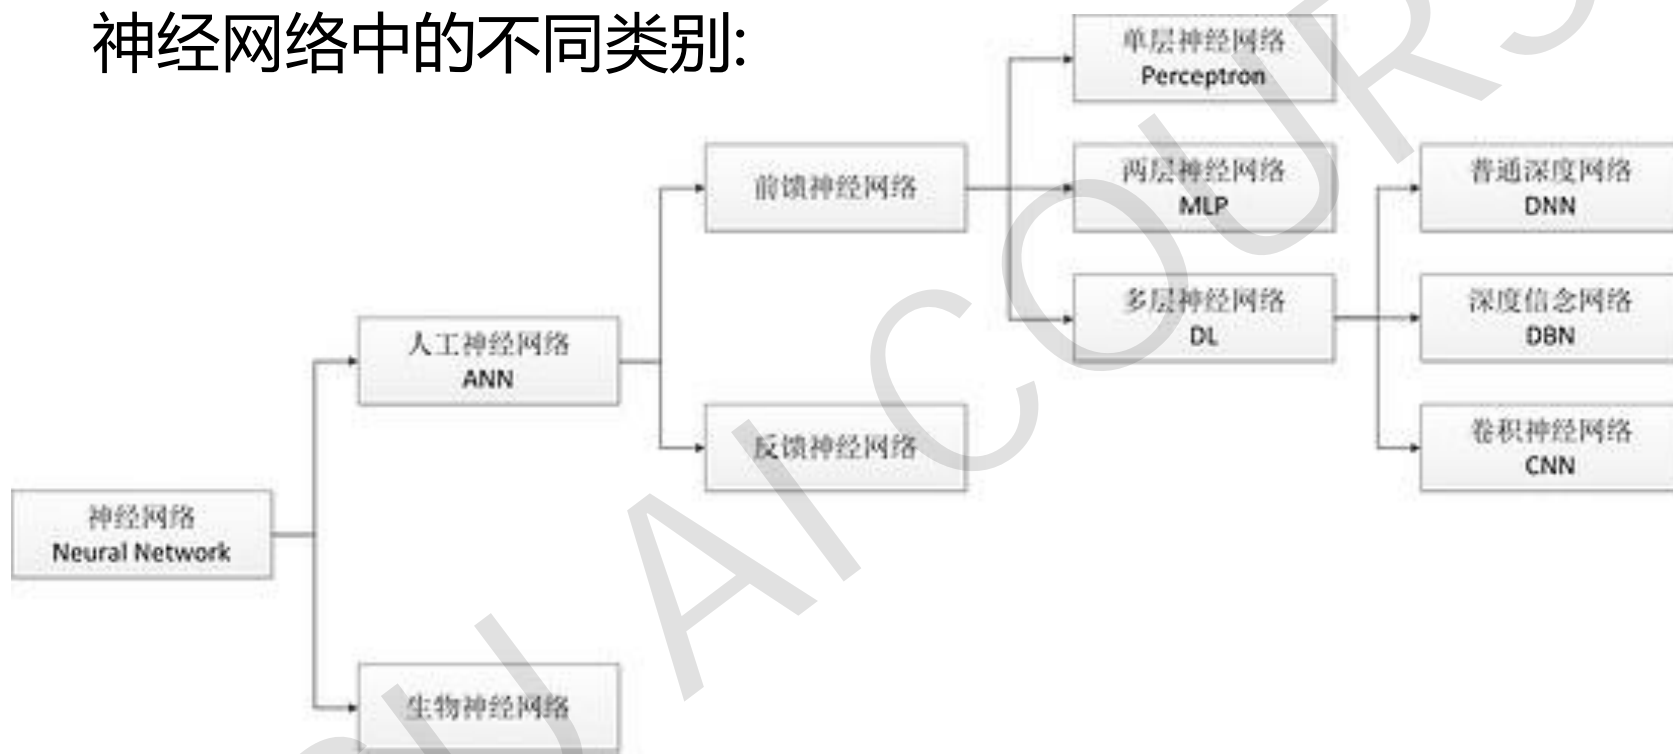 神经网络中的不同类别:
单层神经网络
Perceptron
前馈神经网络
两层神经网络
MLP
普通深度网络
DNN
多层神经网络
DL
深度信念网络
DBN
人工神经网络
ANN
反馈神经网络
卷积神经网络
CNN
神经网络
Neural Network
生物神经网络
U AI COURS